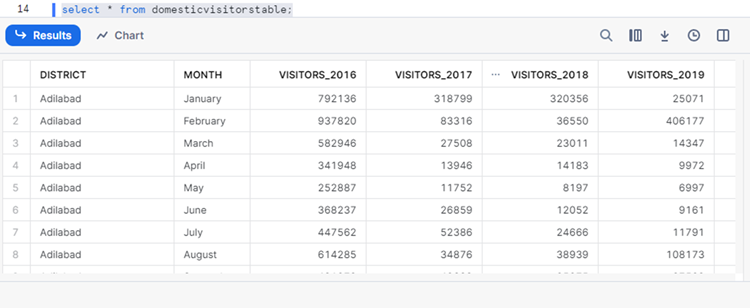 14 select * from domesticvisitorstable;
Results Chart
DISTRICT MONTH VISITORS_2016 VISITORS_2017 ... VISITORS_2018 VISITORS_2019
1 Adilabad January 792136 318799 320356 25071
2 Adilabad February 937820 83316 36550 406177
3 Adilabad March 582946 27508 23011 14347
4 Adilabad April 341948 13946 14183 9972
5 Adilabad May 252887 11752 8197 6997
6 Adilabad June 368237 26859 12052 9161
7 Adilabad July 447562 52386 24666 11791
8 Adilabad August 614285 34876 38939 108173